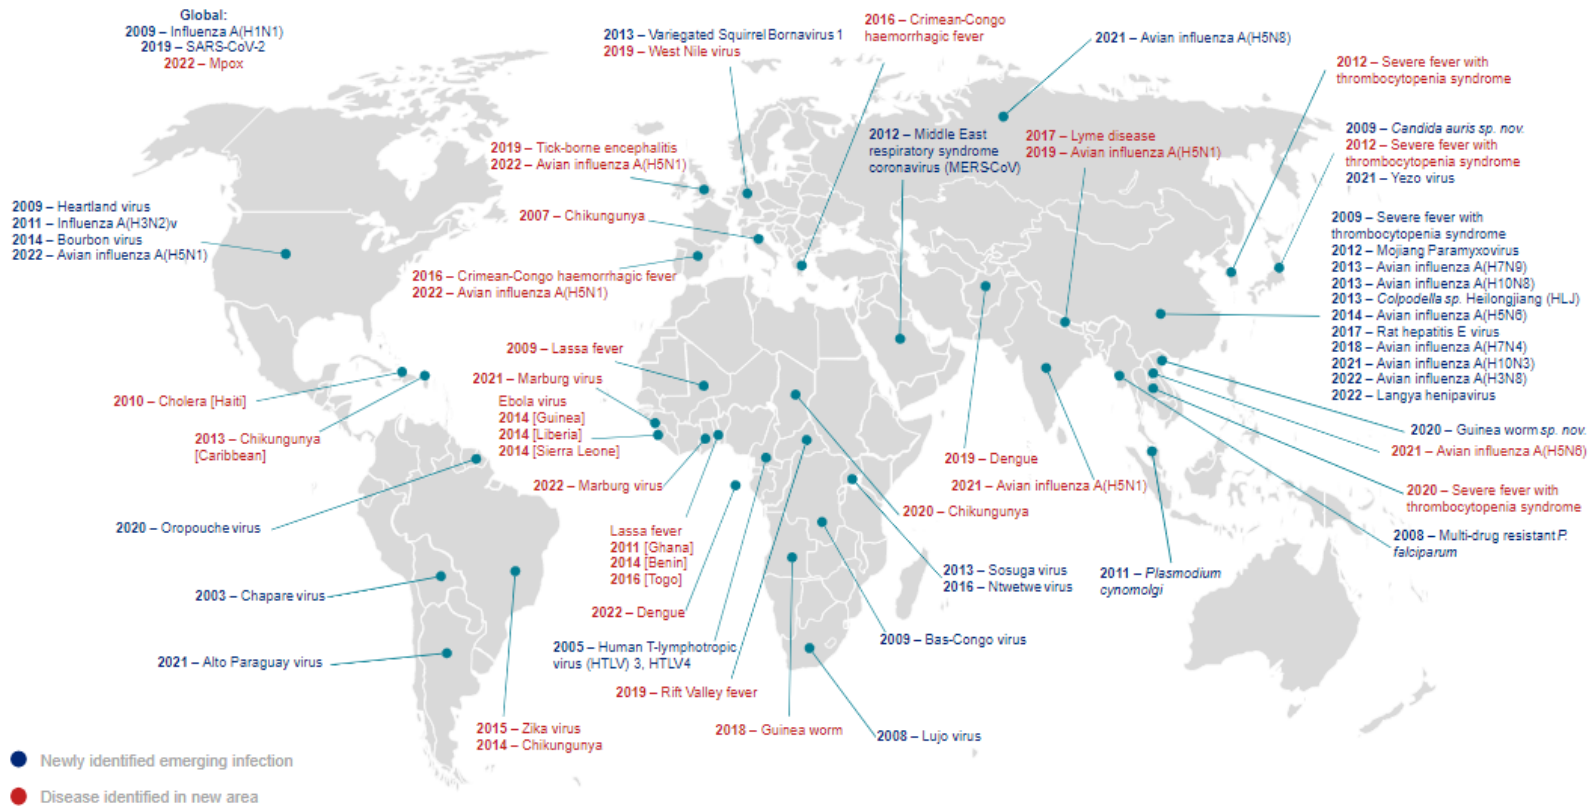 Global:
2009 – Influenza A(H1N1)
2019 – SARS-CoV-2
2022 – Mpox
2013 – Variegated Squirrel Bornavirus 1
2019 – West Nile virus
2016 – Crimean-Congo
haemorrhagic fever
2021 – Avian influenza A(H5N8)
2012 – Severe fever with
thrombocytopenia syndrome
2009 – Candida auris sp. nov.
2012 – Severe fever with
thrombocytopenia syndrome
2021 – Yezo virus
2012 – Middle East
respiratory syndrome
coronavirus (MERS-CoV)
2017 – Lyme disease
2019 – Avian influenza A(H5N1)
2019 – Tick-borne encephalitis
2022 – Avian influenza A(H5N1)
2007 – Chikungunya
2009 – Heartland virus
2011 – Influenza A(H3N2)v
2014 – Bourbon virus
2022 – Avian influenza A(H5N1)
2016 – Crimean-Congo haemorrhagic fever
2022 – Avian influenza A(H5N1)
2009 – Severe fever with
thrombocytopenia syndrome
2012 – Mojiang Paramyxovirus
2013 – Avian influenza A(H7N9)
2013 – Avian influenza A(H10N8)
2013 – Colpodella sp. Heilongjiang (HLJ)
2014 – Avian influenza A(H5N6)
2017 – Rat hepatitis E virus
2018 – Avian influenza A(H7N4)
2021 – Avian influenza A(H10N3)
2022 – Avian influenza A(H3N8)
2022 – Langya henipavirus
2009 – Lassa fever
2021 – Marburg virus
Ebola virus
2014 [Guinea]
2014 [Liberia]
2014 [Sierra Leone]
2010 – Cholera [Haiti]
2013 – Chikungunya
[Caribbean]
2020 – Guinea worm sp. nov.
2021 – Avian influenza A(H5N6)
2019 – Dengue
2021 – Avian influenza A(H5N1)
2022 – Marburg virus
2020 – Severe fever with
thrombocytopenia syndrome
2020 – Chikungunya
2020 – Oropouche virus
Lassa fever
2011 [Ghana]
2014 [Benin]
2016 [Togo]
2008 – Multi-drug resistant P.
falciparum
2011 – Plasmodium
cynomolgi
2013 – Sosuga virus
2016 – Ntwetwe virus
2003 – Chapare virus
2022 – Dengue
2009 – Bas-Congo virus
2005 – Human T-lymphotropic
virus (HTLV) 3, HTLV4
2021 – Alto Paraguay virus
2019 – Rift Valley fever
2015 – Zika virus
2014 – Chikungunya
2018 – Guinea worm
2008 – Lujo virus
Newly identified emerging infection
Disease identified in new area